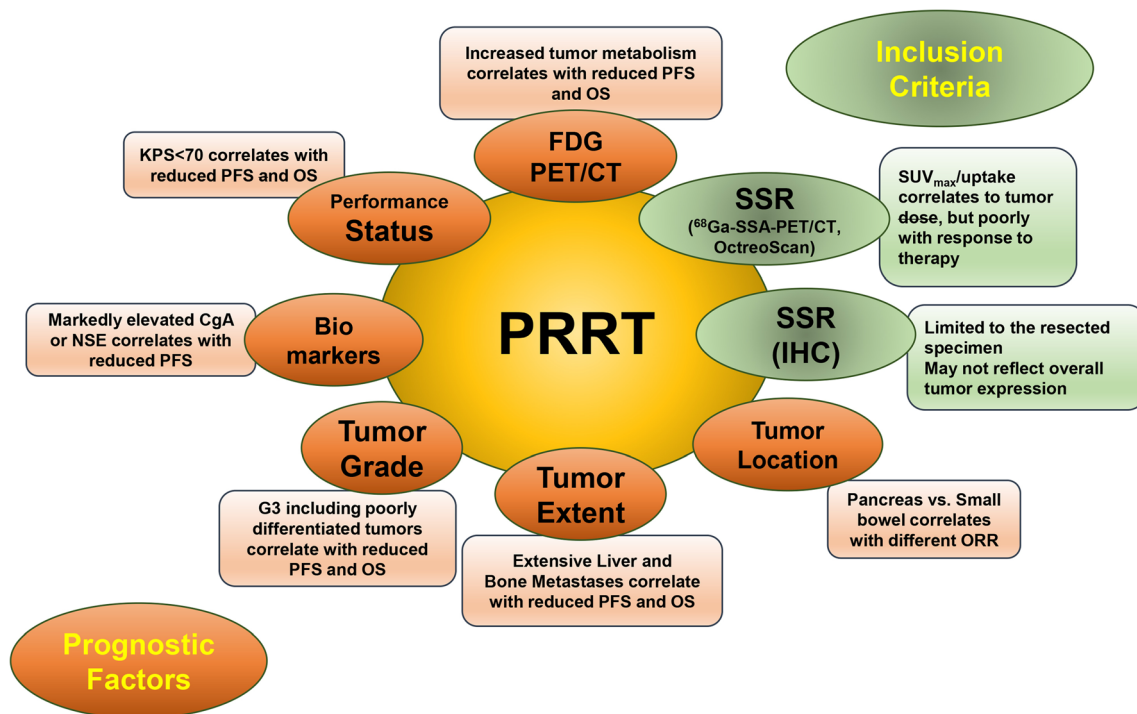 Increased tumor metabolism
correlates with reduced PFS
and OS
Inclusion
Criteria
FDG
PET/CT
KPS<70 correlates with
reduced PFS and OS
Performance
Status
SSR
(⁶⁸Ga-SSA-PET/CT,
OctreoScan)
SUVₘₐₓ/uptake
correlates to tumor
dose, but poorly
with response to
therapy
PRRT
Markedly elevated CgA
or NSE correlates with
reduced PFS
Bio
markers
SSR
(IHC)
Limited to the resected
specimen
May not reflect overall
tumor expression
Tumor
Grade
Tumor
Location
Tumor
Extent
G3 including poorly
differentiated tumors
correlate with reduced
PFS and OS
Pancreas vs. Small
bowel correlates
with different ORR
Extensive Liver and
Bone Metastases correlate
with reduced PFS and OS
Prognostic
Factors